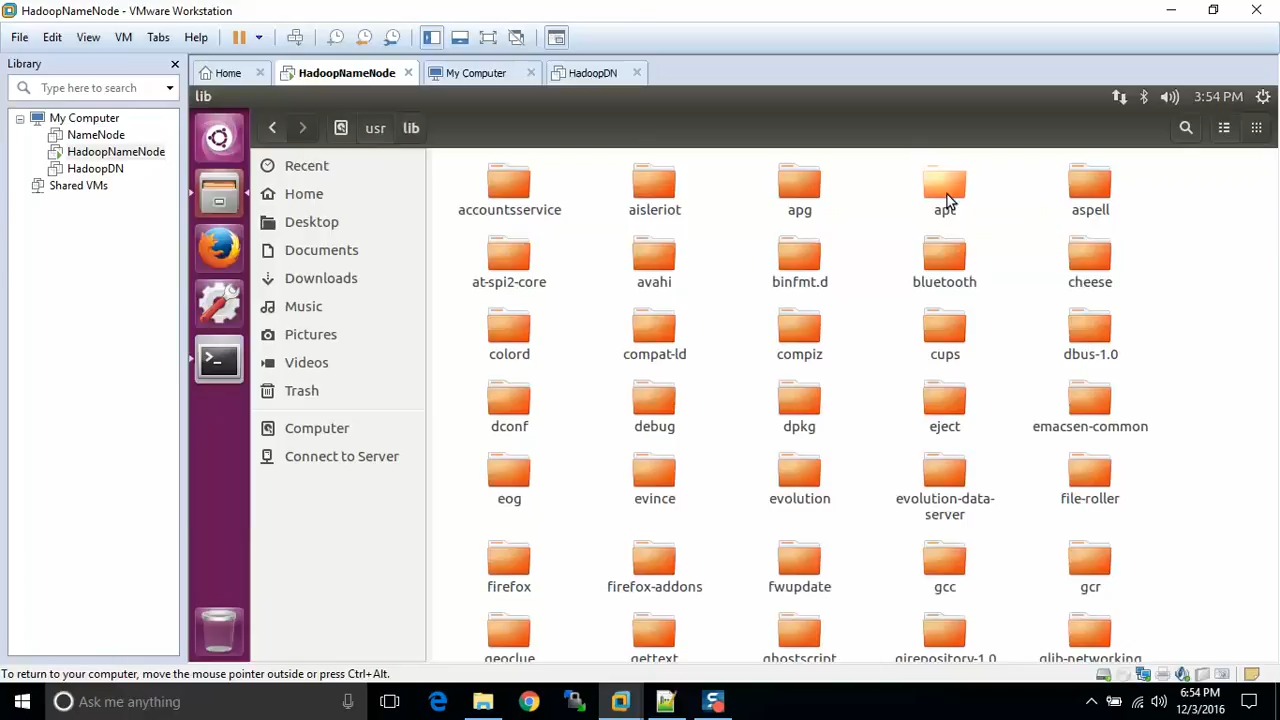 HadoopNameNode - VMware Workstation
File Edit View VM Tabs Help
Library
Type here to search
My Computer
NameNode
HadoopNameNode
HadoopDN
Shared VMs
Home HadoopNameNode My Computer HadoopDN
lib 3:54 PM
usr lib
Recent
Home
Desktop
Documents
Downloads
Music
Pictures
Videos
Trash
Computer
Connect to Server
accountsservice aisleriot apg apt aspell
at-spi2-core avahi binfmt.d bluetooth cheese
colord compat-ld compiz cups dbus-1.0
dconf debug dpkg eject emacsen-common
eog evince evolution evolution-data-
server file-roller
firefox firefox-addons fwupdate gcc gcr
geoclue gettext ghostscript girepository-1.0 glib-networking
To return to your computer, move the mouse pointer outside or press Ctrl+Alt.
Ask me anything
6:54 PM
12/3/2016